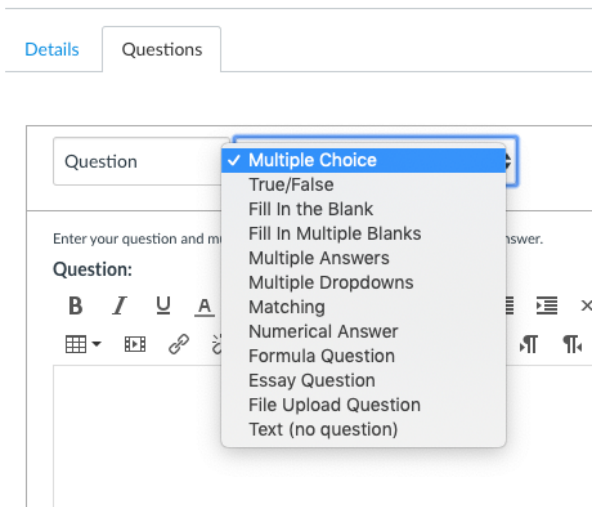 Details Questions
Question
✓ Multiple Choice
True/False
Fill In the Blank
Fill In Multiple Blanks
Multiple Answers
Multiple Dropdowns
Matching
Numerical Answer
Formula Question
Essay Question
File Upload Question
Text (no question)
Enter your question and
Question:
B I U A